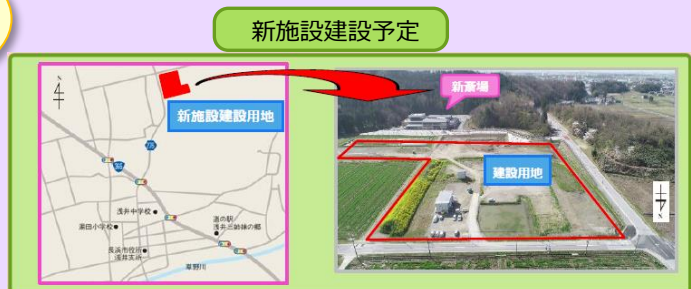 新施設建設予定
N
新施設建設用地
浅井中学校
湯田小学校
道の駅
浅井三姉妹の郷
長浜市役所
浅井支所
草野川
新斎場
建設用地
N